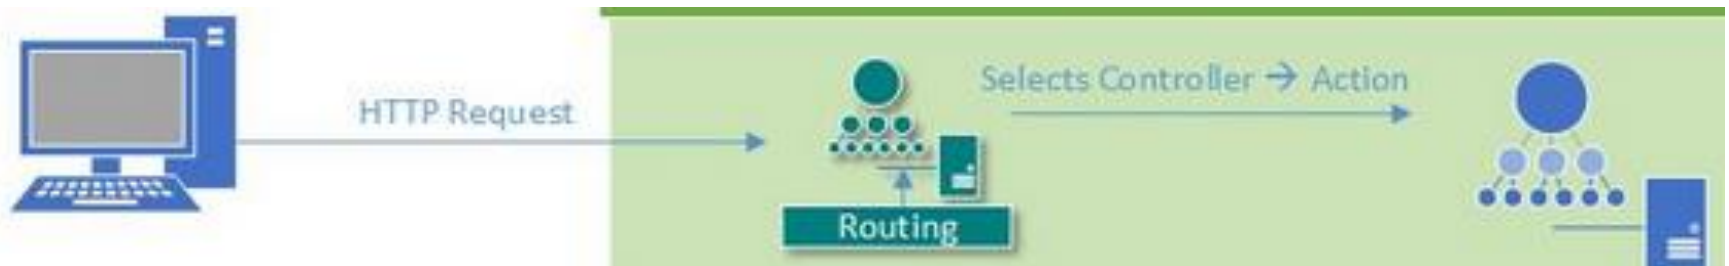 HTTP Request
Selects Controller → Action
Routing